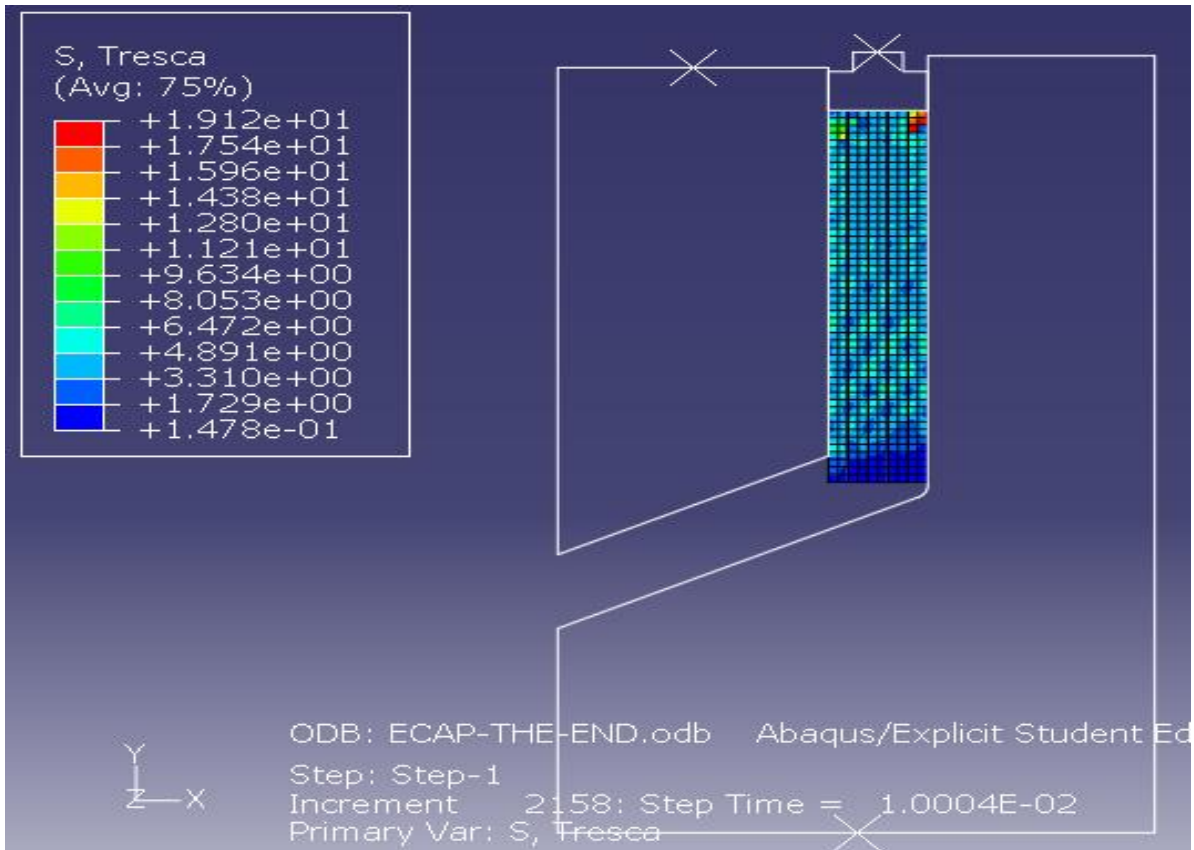 S, Tresca
(Avg: 75%)
+1.912e+01
+1.754e+01
+1.596e+01
+1.438e+01
+1.280e+01
+1.121e+01
+9.634e+00
+8.053e+00
+6.472e+00
+4.891e+00
+3.310e+00
+1.729e+00
+1.478e-01
ODB: ECAP-THE-END.odb Abaqus/Explicit Student Ed
Step: Step-1
Increment 2158: Step Time = 1.0004E-02
Primary Var: S, Tresca
Y
Z X